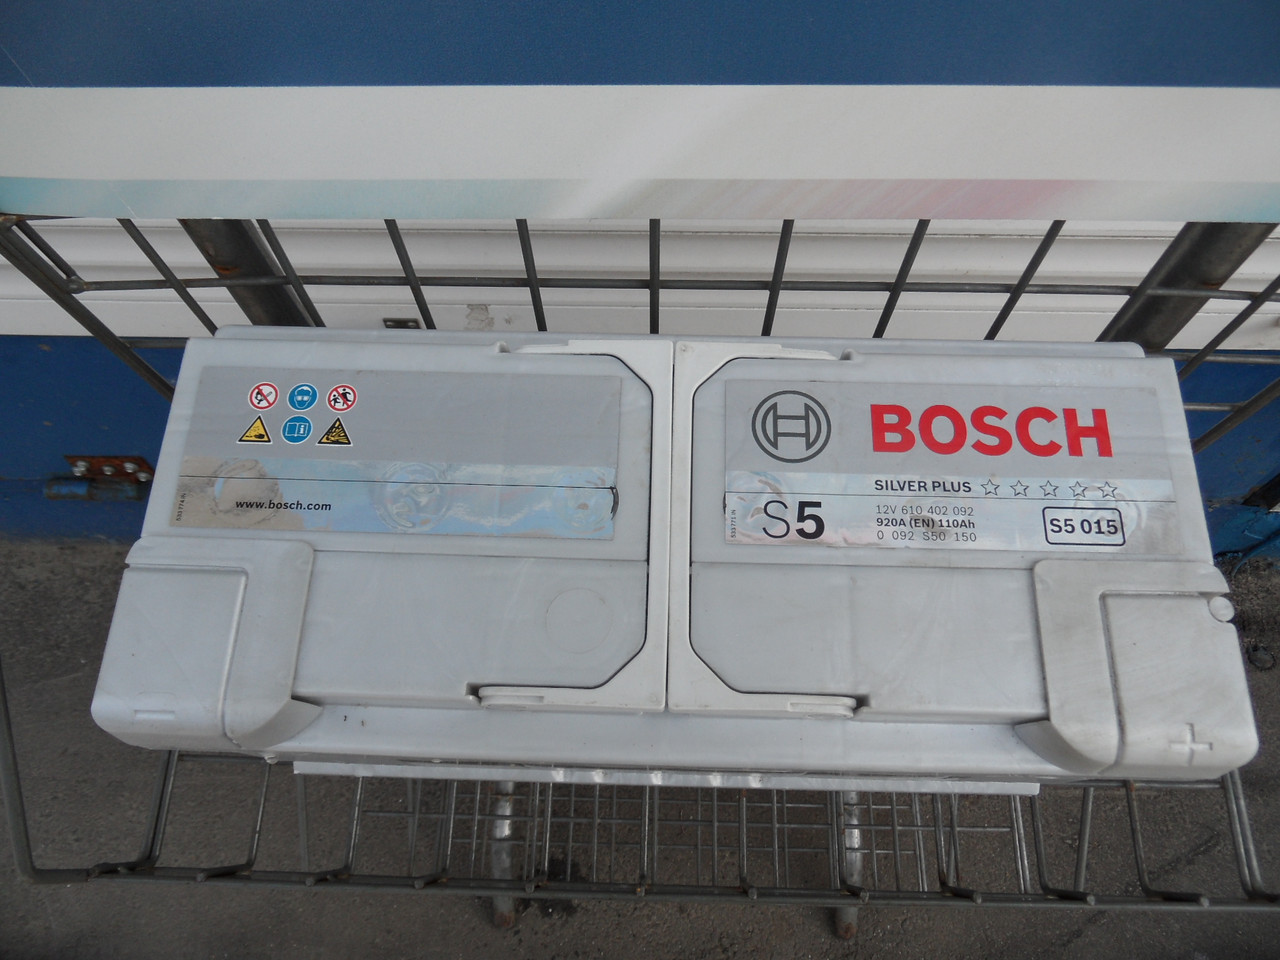 BOSCH
SILVER PLUS
S5
12V 610 402 092
920A (EN) 110Ah
0 092 S50 150
S5 015
www.bosch.com